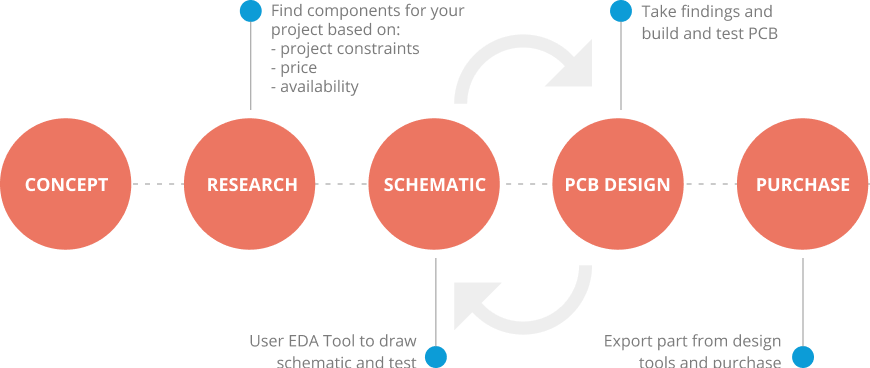 Find components for your
project based on:
- project constraints
- price
- availability
Take findings and
build and test PCB
CONCEPT
RESEARCH
SCHEMATIC
PCB DESIGN
PURCHASE
User EDA Tool to draw
schematic and test
Export part from design
tools and purchase